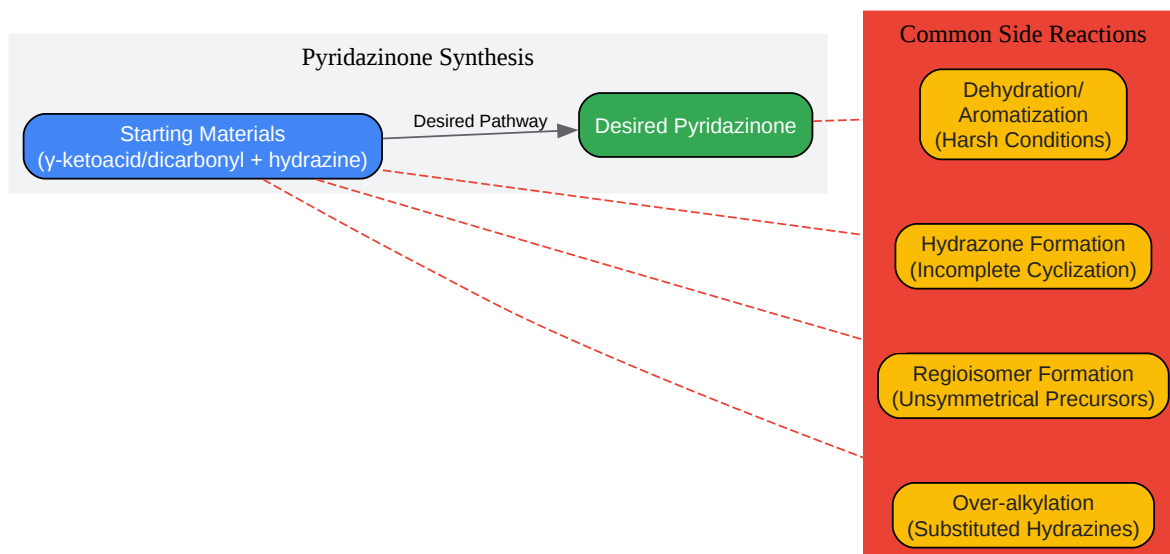 Pyridazinone Synthesis
Starting Materials
(γ-ketoacid/dicarbonyl + hydrazine)
Desired Pathway
Desired Pyridazinone
Common Side Reactions
Dehydration/
Aromatization
(Harsh Conditions)
Hydrazone Formation
(Incomplete Cyclization)
Regioisomer Formation
(Unsymmetrical Precursors)
Over-alkylation
(Substituted Hydrazines)